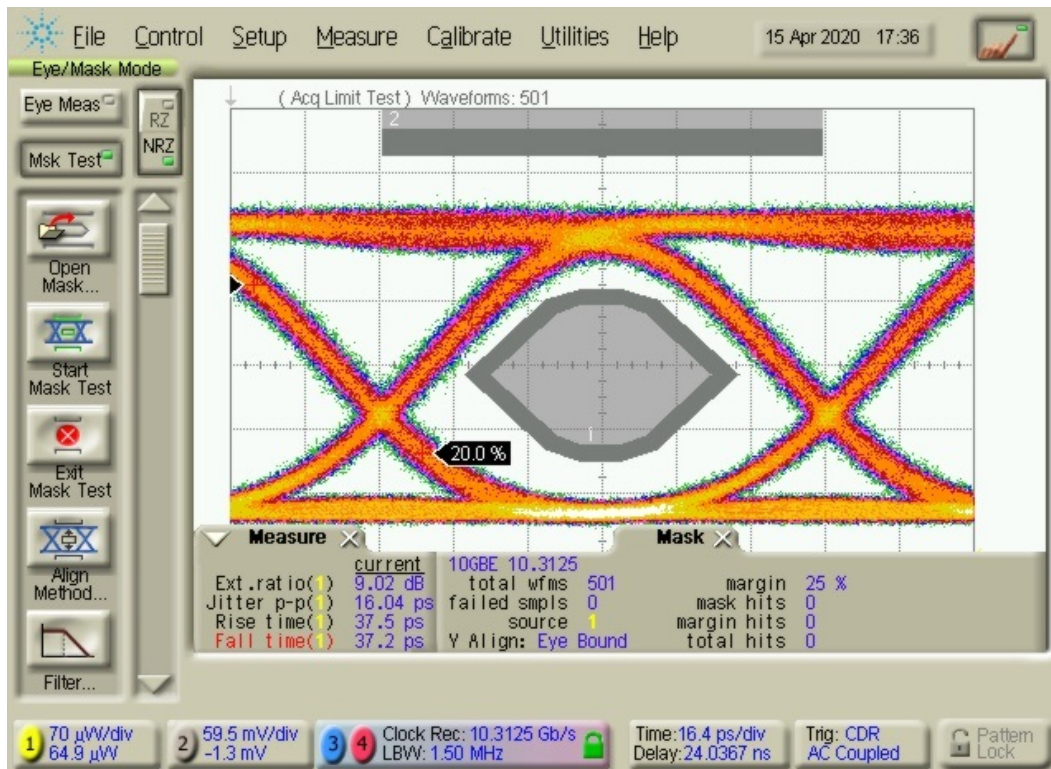 File Control Setup Measure Calibrate Utilities Help 15 Apr 2020 17:36
Eye/Mask Mode
Eye Meas
RZ
NRZ
Msk Test
( Acq Limit Test ) Waveforms: 501
2
Open
Mask...
Start
Mask Test
Exit
Mask Test
Align
Method...
Filter...
1
20.0 %
Measure
current
Ext.ratio(1) 9.02 dB
Jitter p-p(1) 16.04 ps
Rise time(1) 37.5 ps
Fall time(1) 37.2 ps
Mask
10GBE 10.3125
total wfms 501 margin 25 %
failed smpls 0 mask hits 0
source 1 margin hits 0
Y Align: Eye Bound total hits 0
1 70 µW/div
64.9 µW
2 59.5 mV/div
-1.3 mV
3 4 Clock Rec: 10.3125 Gb/s
LBW: 1.50 MHz
Time:16.4 ps/div
Delay:24.0367 ns
Trig: CDR
AC Coupled
Pattern
Lock